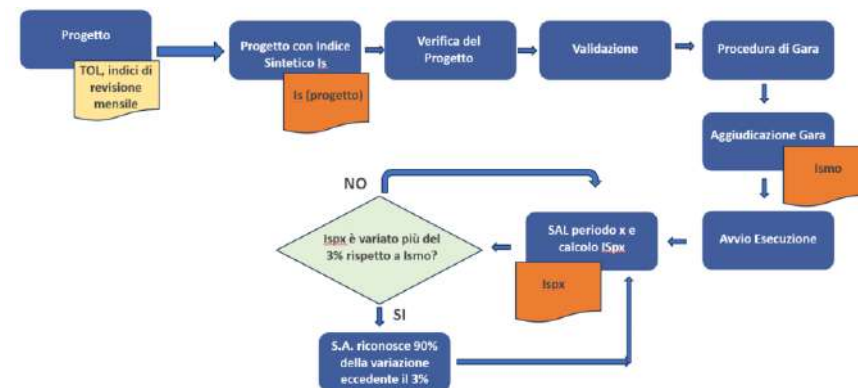 Progetto
TOL, indici di
revisione
mensile
Progetto con Indice
Sintetico Is
Is (progetto)
Verifica del
Progetto
Validazione
Procedura di Gara
Aggiudicazione Gara
Ismo
Avvio Esecuzione
SAL periodo x e
calcolo ISpx
Ispx
NO
Ispx è variato più del
3% rispetto a Ismo?
SI
S.A. riconosce 90%
della variazione
eccedente il 3%